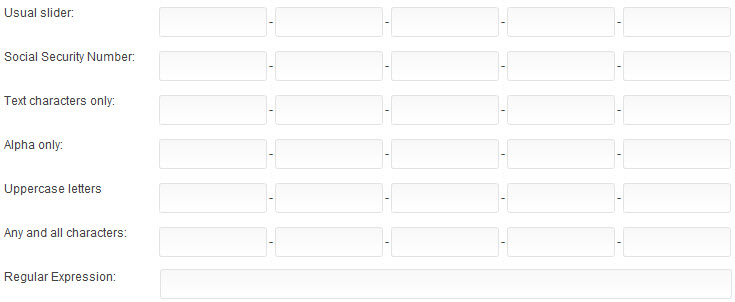 Usual slider: - - - -
Social Security Number: - - - -
Text characters only: - - - -
Alpha only: - - - -
Uppercase letters - - - -
Any and all characters: - - - -
Regular Expression: